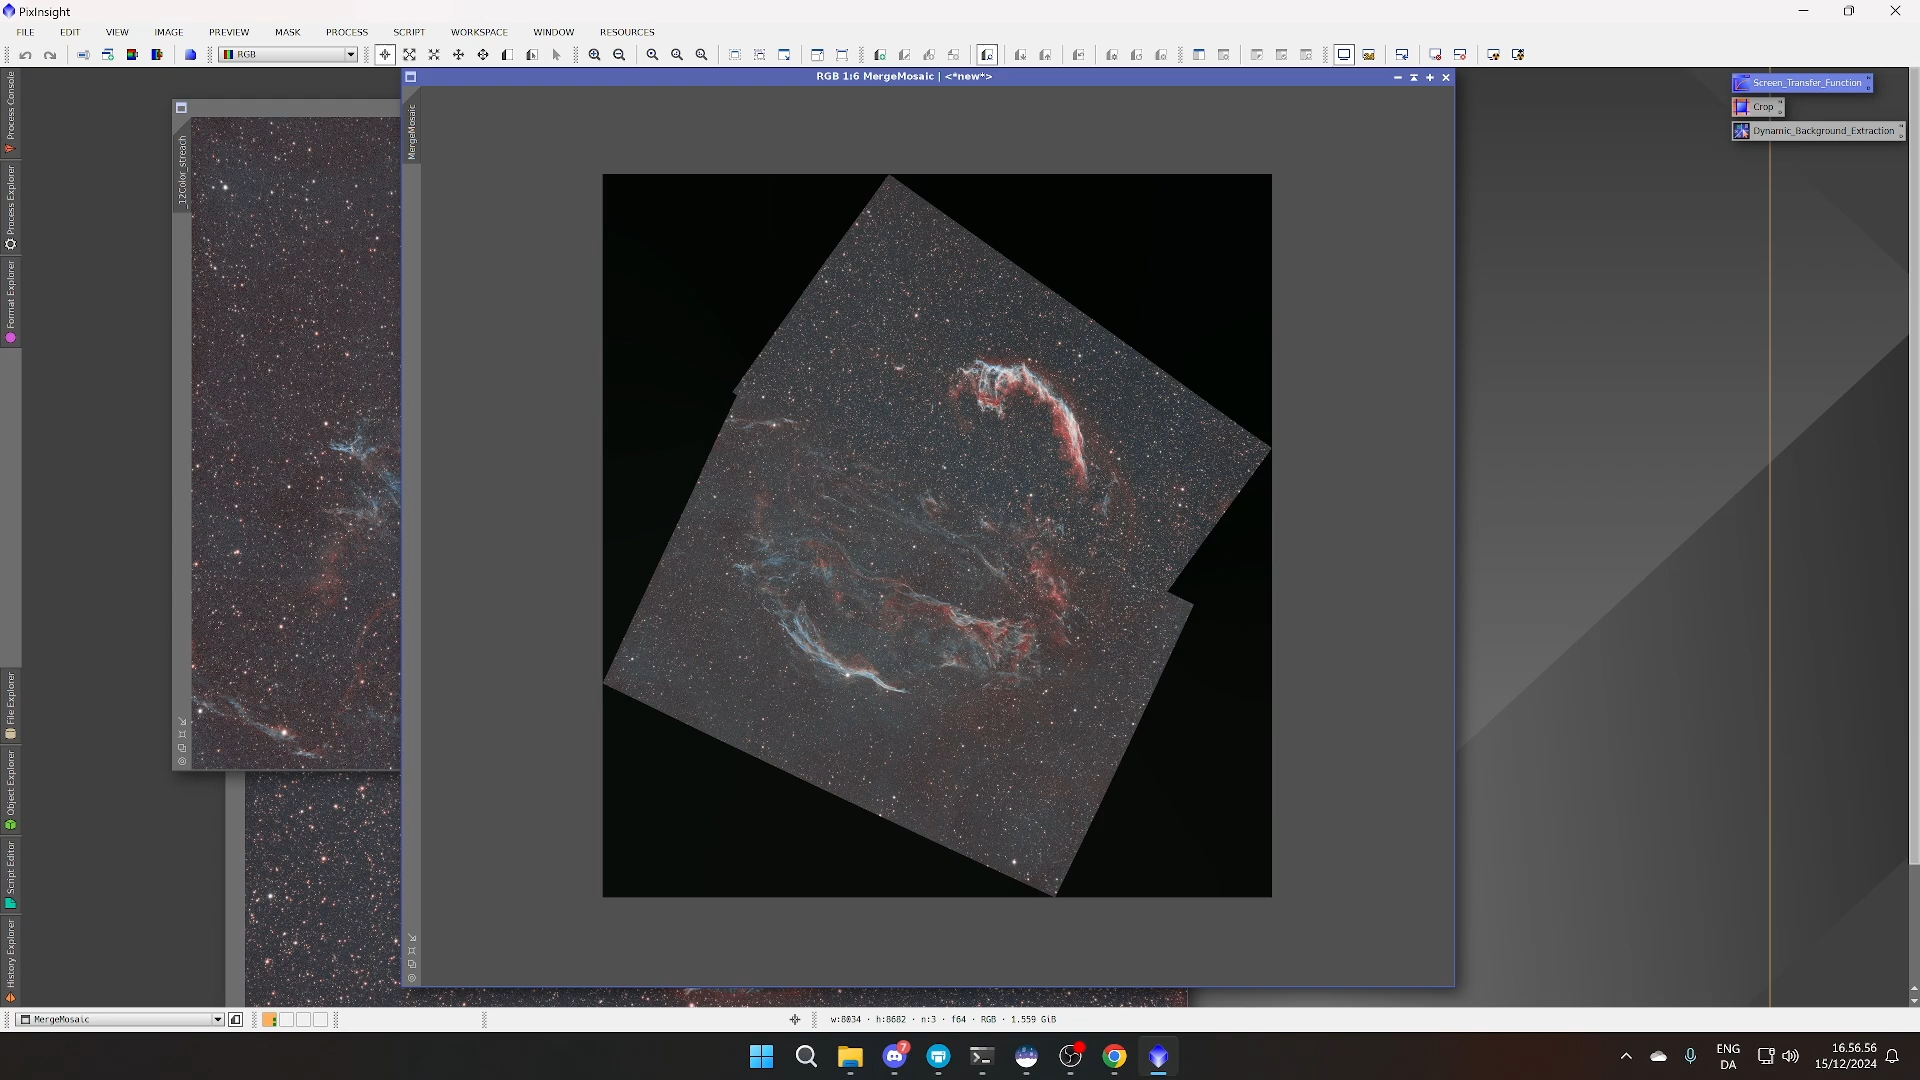 PixInsight
FILE EDIT VIEW IMAGE PREVIEW MASK PROCESS SCRIPT WORKSPACE WINDOW RESOURCES
RGB
RGB 1:6 MergeMosaic | <*new*>
Process Console
Process Explorer
Format Explorer
File Explorer
Object Explorer
Script Editor
History Explorer
_12Color_streach
MergeMosaic
Screen_Transfer_Function
Crop
Dynamic_Background_Extraction
MergeMosaic
w:8034 · h:8682 · n:3 · f64 · RGB · 1.559 GiB
7
ENG
DA
16.56.56
15/12/2024